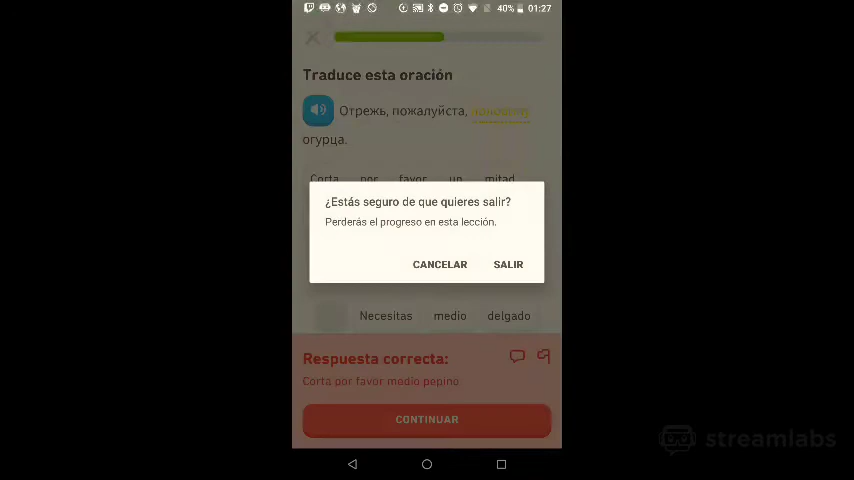 40% 01:27
Traduce esta oración
Отрежь, пожалуйста, половину
огурца.
Corta por favor un mitad
¿Estás seguro de que quieres salir?
Perderás el progreso en esta lección.
CANCELAR SALIR
Necesitas medio delgado
Respuesta correcta:
Corta por favor medio pepino.
CONTINUAR
streamlabs